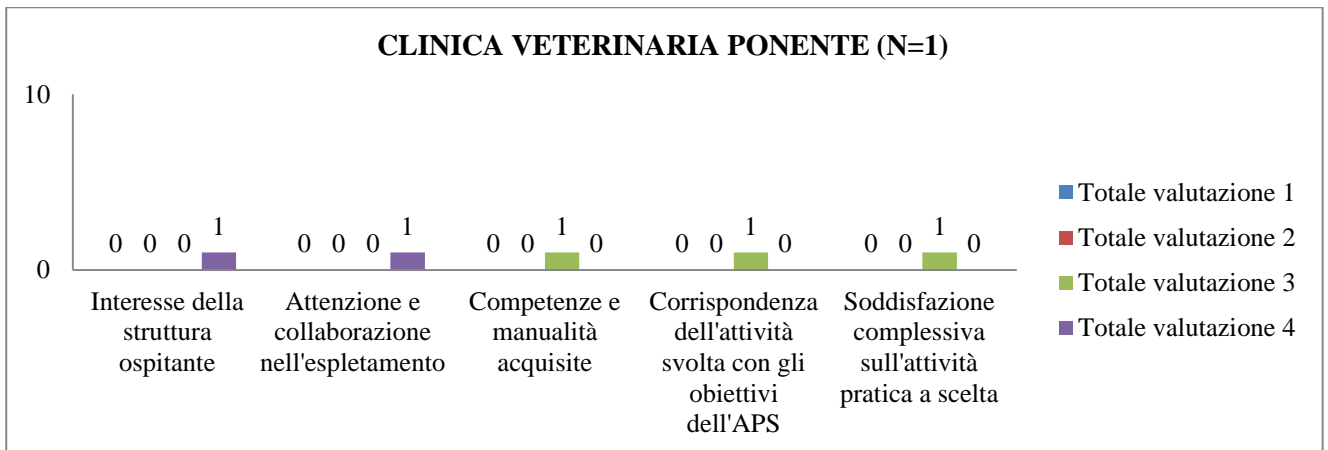 CLINICA VETERINARIA PONENTE (N=1)
10
0
0 0 0 1
0 0 0 1
0 0 1 0
0 0 1 0
0 0 1 0
Interesse della
struttura
ospitante
Attenzione e
collaborazione
nell'espletamento
Competenze e
manualità
acquisite
Corrispondenza
dell'attività
svolta con gli
obiettivi
dell'APS
Soddisfazione
complessiva
sull'attività
pratica a scelta
Totale valutazione 1
Totale valutazione 2
Totale valutazione 3
Totale valutazione 4